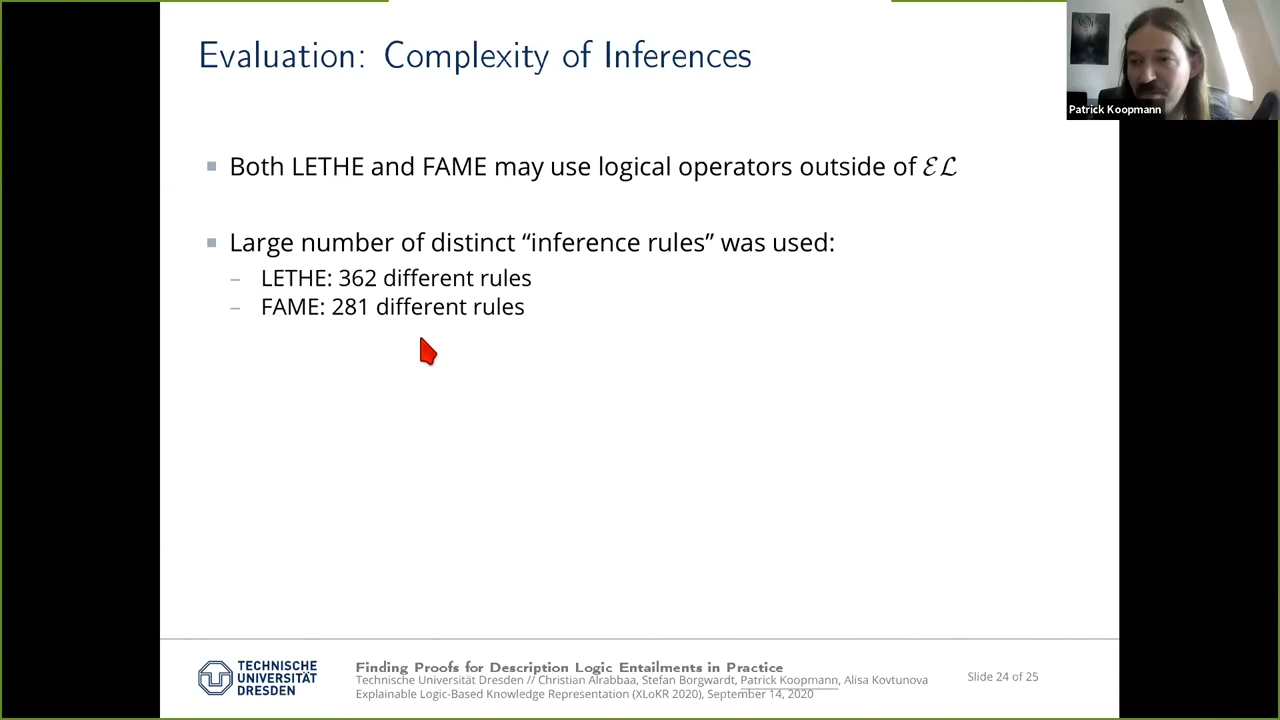 Evaluation: Complexity of Inferences
Patrick Koopmann
Both LETHE and FAME may use logical operators outside of ℰℒ
Large number of distinct “inference rules” was used:
– LETHE: 362 different rules
– FAME: 281 different rules
TECHNISCHE
UNIVERSITÄT
DRESDEN
Finding Proofs for Description Logic Entailments in Practice
Technische Universität Dresden // Christian Alrabbaa, Stefan Borgwardt, Patrick Koopmann, Alisa Kovtunova
Explainable Logic-Based Knowledge Representation (XLoKR 2020), September 14, 2020
Slide 24 of 25